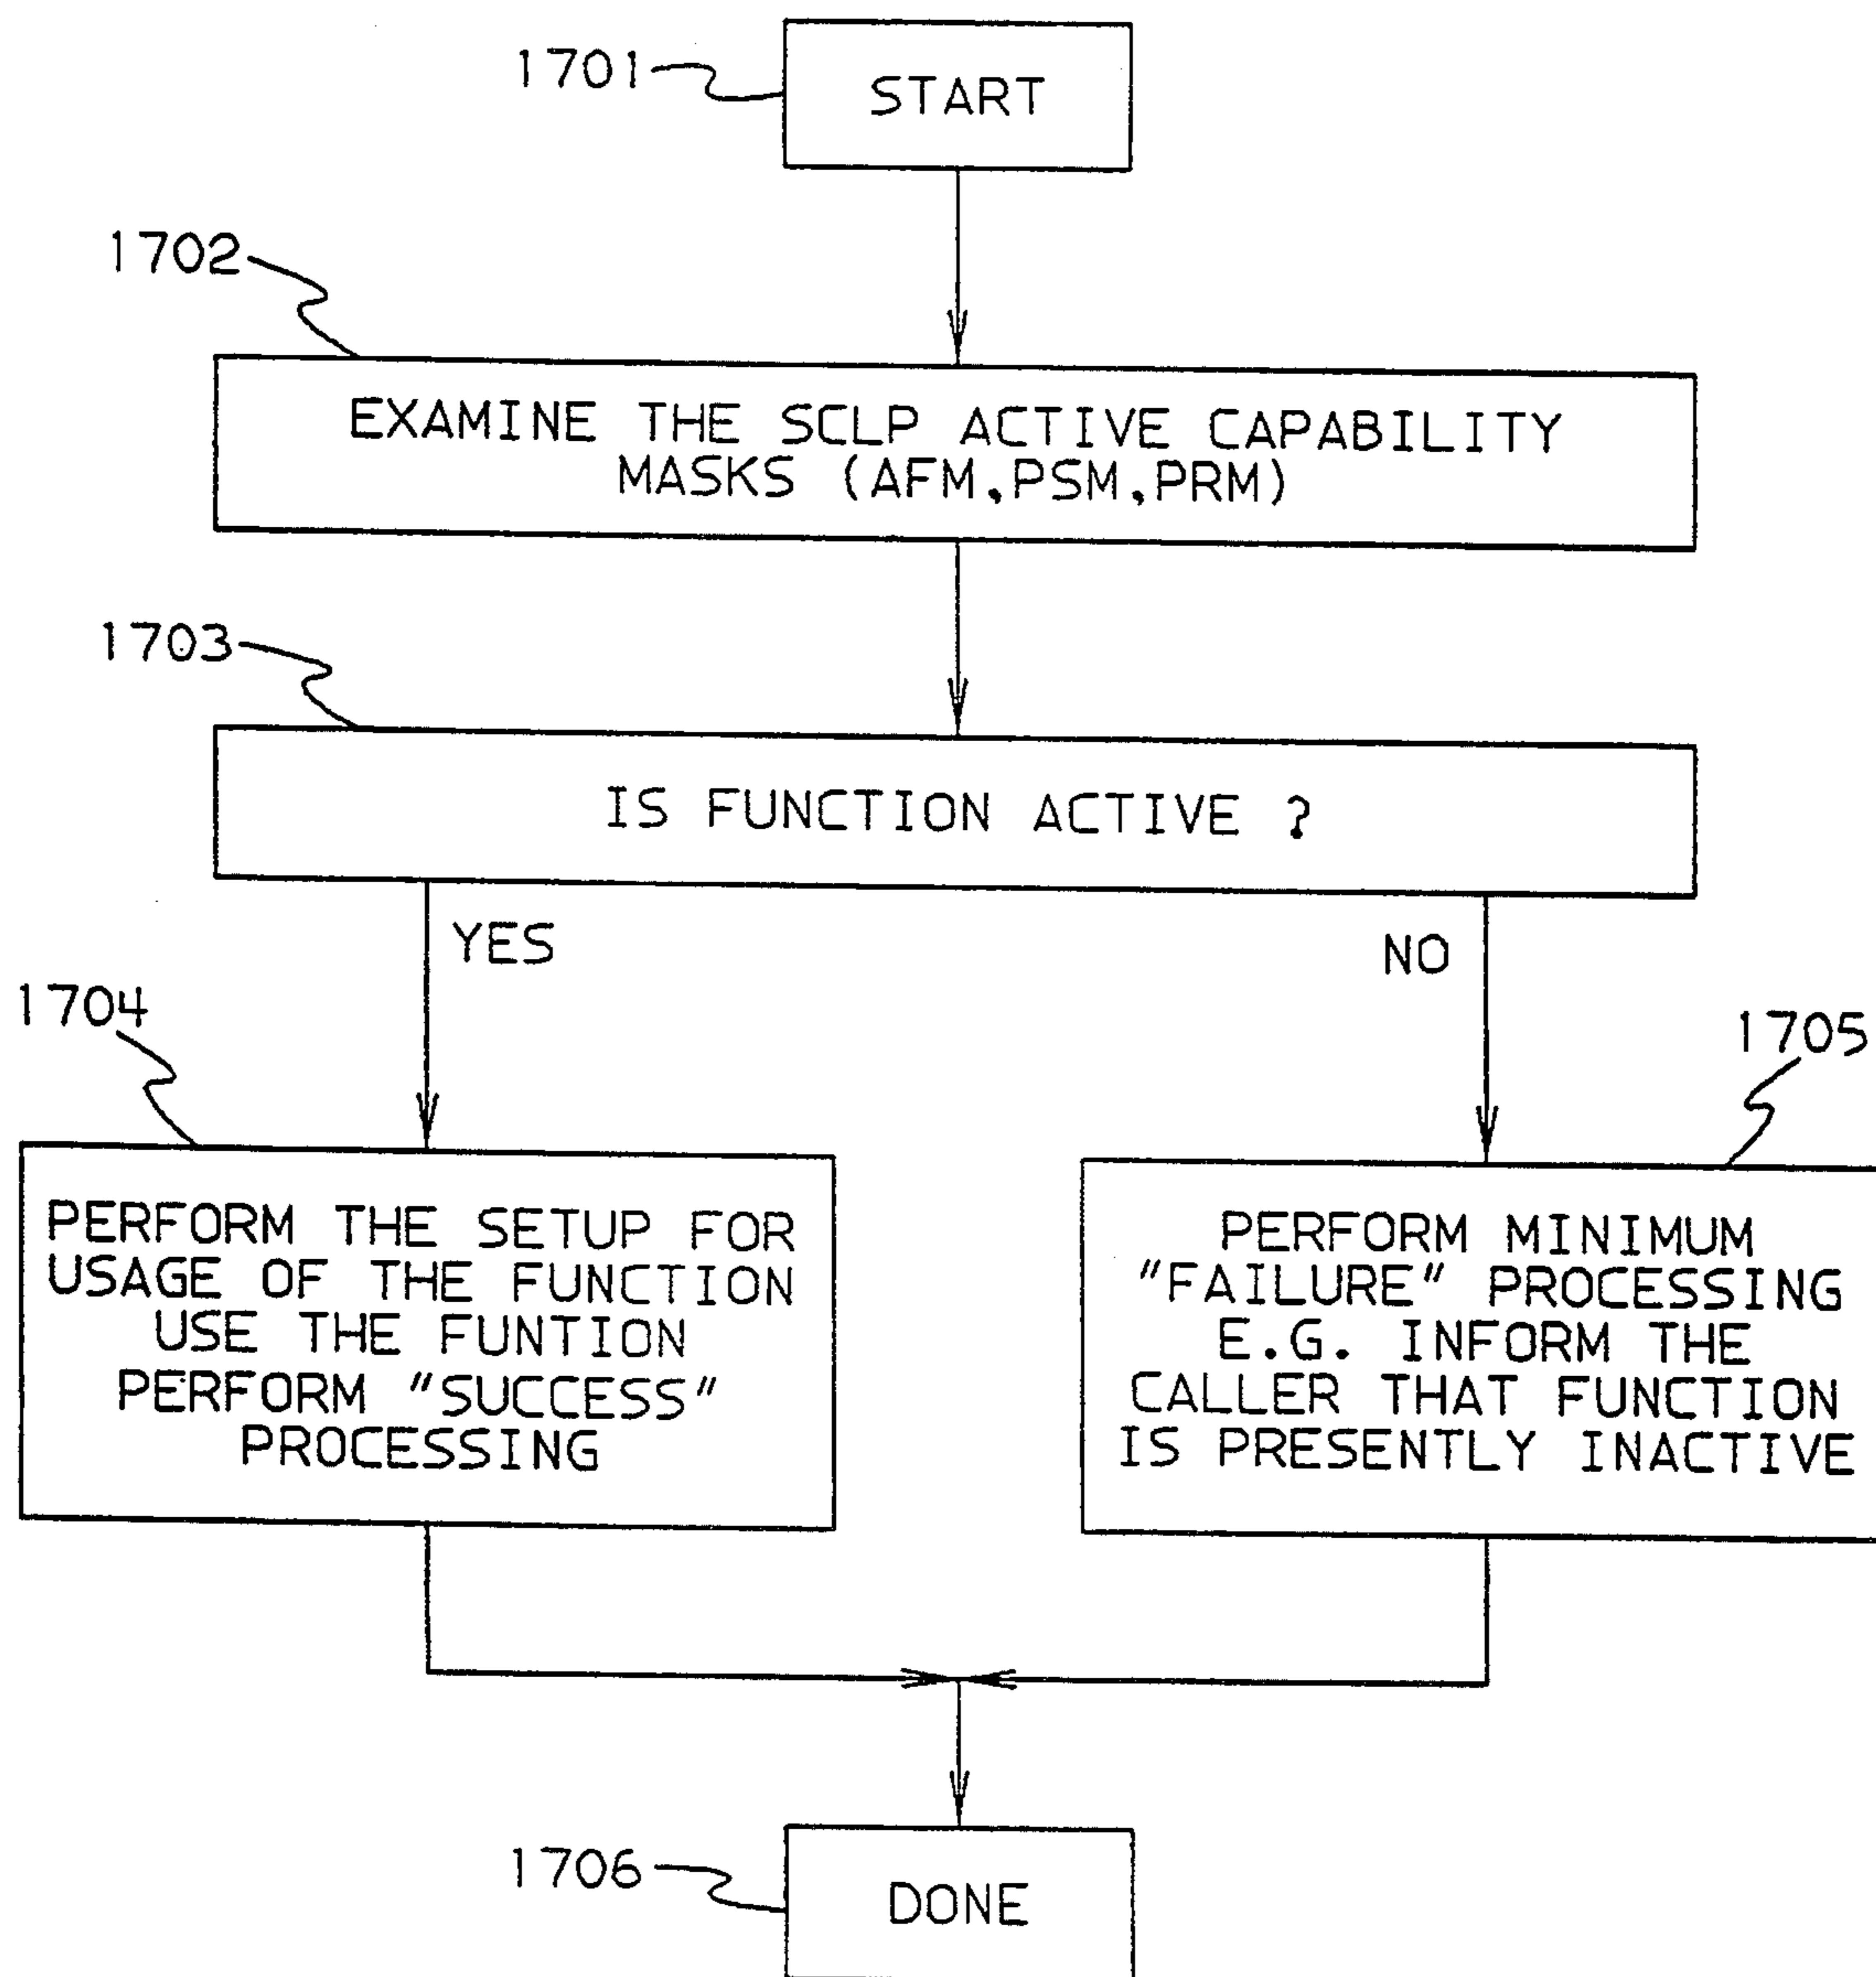 1701
START
1702
EXAMINE THE SCLP ACTIVE CAPABILITY
MASKS (AFM,PSM,PRM)
1703
IS FUNCTION ACTIVE ?
YES
NO
1704
PERFORM THE SETUP FOR
USAGE OF THE FUNCTION
USE THE FUNTION
PERFORM "SUCCESS"
PROCESSING
1705
PERFORM MINIMUM
"FAILURE" PROCESSING
E.G. INFORM THE
CALLER THAT FUNCTION
IS PRESENTLY INACTIVE
1706
DONE